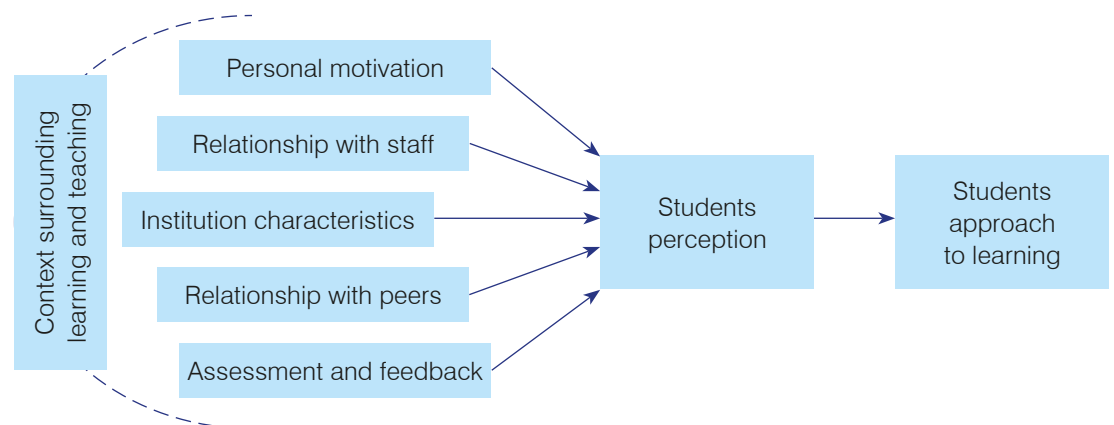 Context surrounding
learning and teaching
Personal motivation
Relationship with staff
Institution characteristics
Relationship with peers
Assessment and feedback
Students
perception
Students
approach
to learning